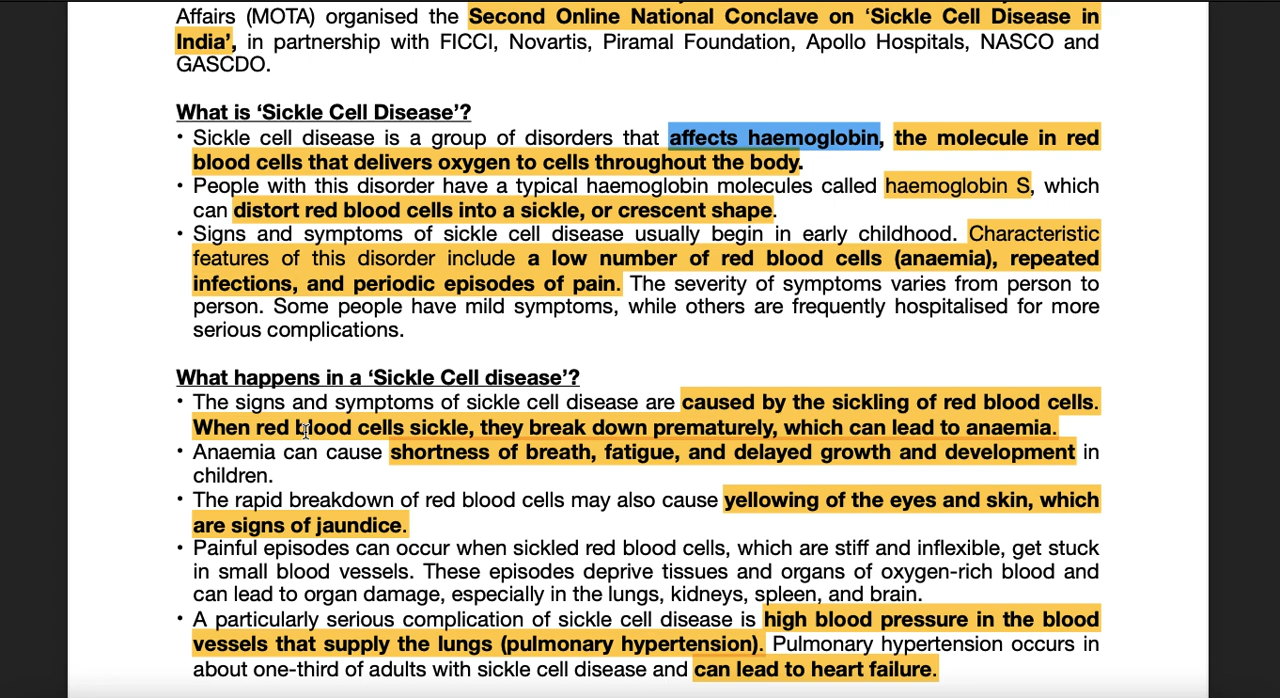 Affairs (MOTA) organised the Second Online National Conclave on ‘Sickle Cell Disease in
India’, in partnership with FICCI, Novartis, Piramal Foundation, Apollo Hospitals, NASCO and
GASCDO.
What is ‘Sickle Cell Disease’?
• Sickle cell disease is a group of disorders that affects haemoglobin, the molecule in red
blood cells that delivers oxygen to cells throughout the body.
• People with this disorder have a typical haemoglobin molecules called haemoglobin S, which
can distort red blood cells into a sickle, or crescent shape.
• Signs and symptoms of sickle cell disease usually begin in early childhood. Characteristic
features of this disorder include a low number of red blood cells (anaemia), repeated
infections, and periodic episodes of pain. The severity of symptoms varies from person to
person. Some people have mild symptoms, while others are frequently hospitalised for more
serious complications.
What happens in a ‘Sickle Cell disease’?
• The signs and symptoms of sickle cell disease are caused by the sickling of red blood cells.
When red blood cells sickle, they break down prematurely, which can lead to anaemia.
• Anaemia can cause shortness of breath, fatigue, and delayed growth and development in
children.
• The rapid breakdown of red blood cells may also cause yellowing of the eyes and skin, which
are signs of jaundice.
• Painful episodes can occur when sickled red blood cells, which are stiff and inflexible, get stuck
in small blood vessels. These episodes deprive tissues and organs of oxygen-rich blood and
can lead to organ damage, especially in the lungs, kidneys, spleen, and brain.
• A particularly serious complication of sickle cell disease is high blood pressure in the blood
vessels that supply the lungs (pulmonary hypertension). Pulmonary hypertension occurs in
about one-third of adults with sickle cell disease and can lead to heart failure.